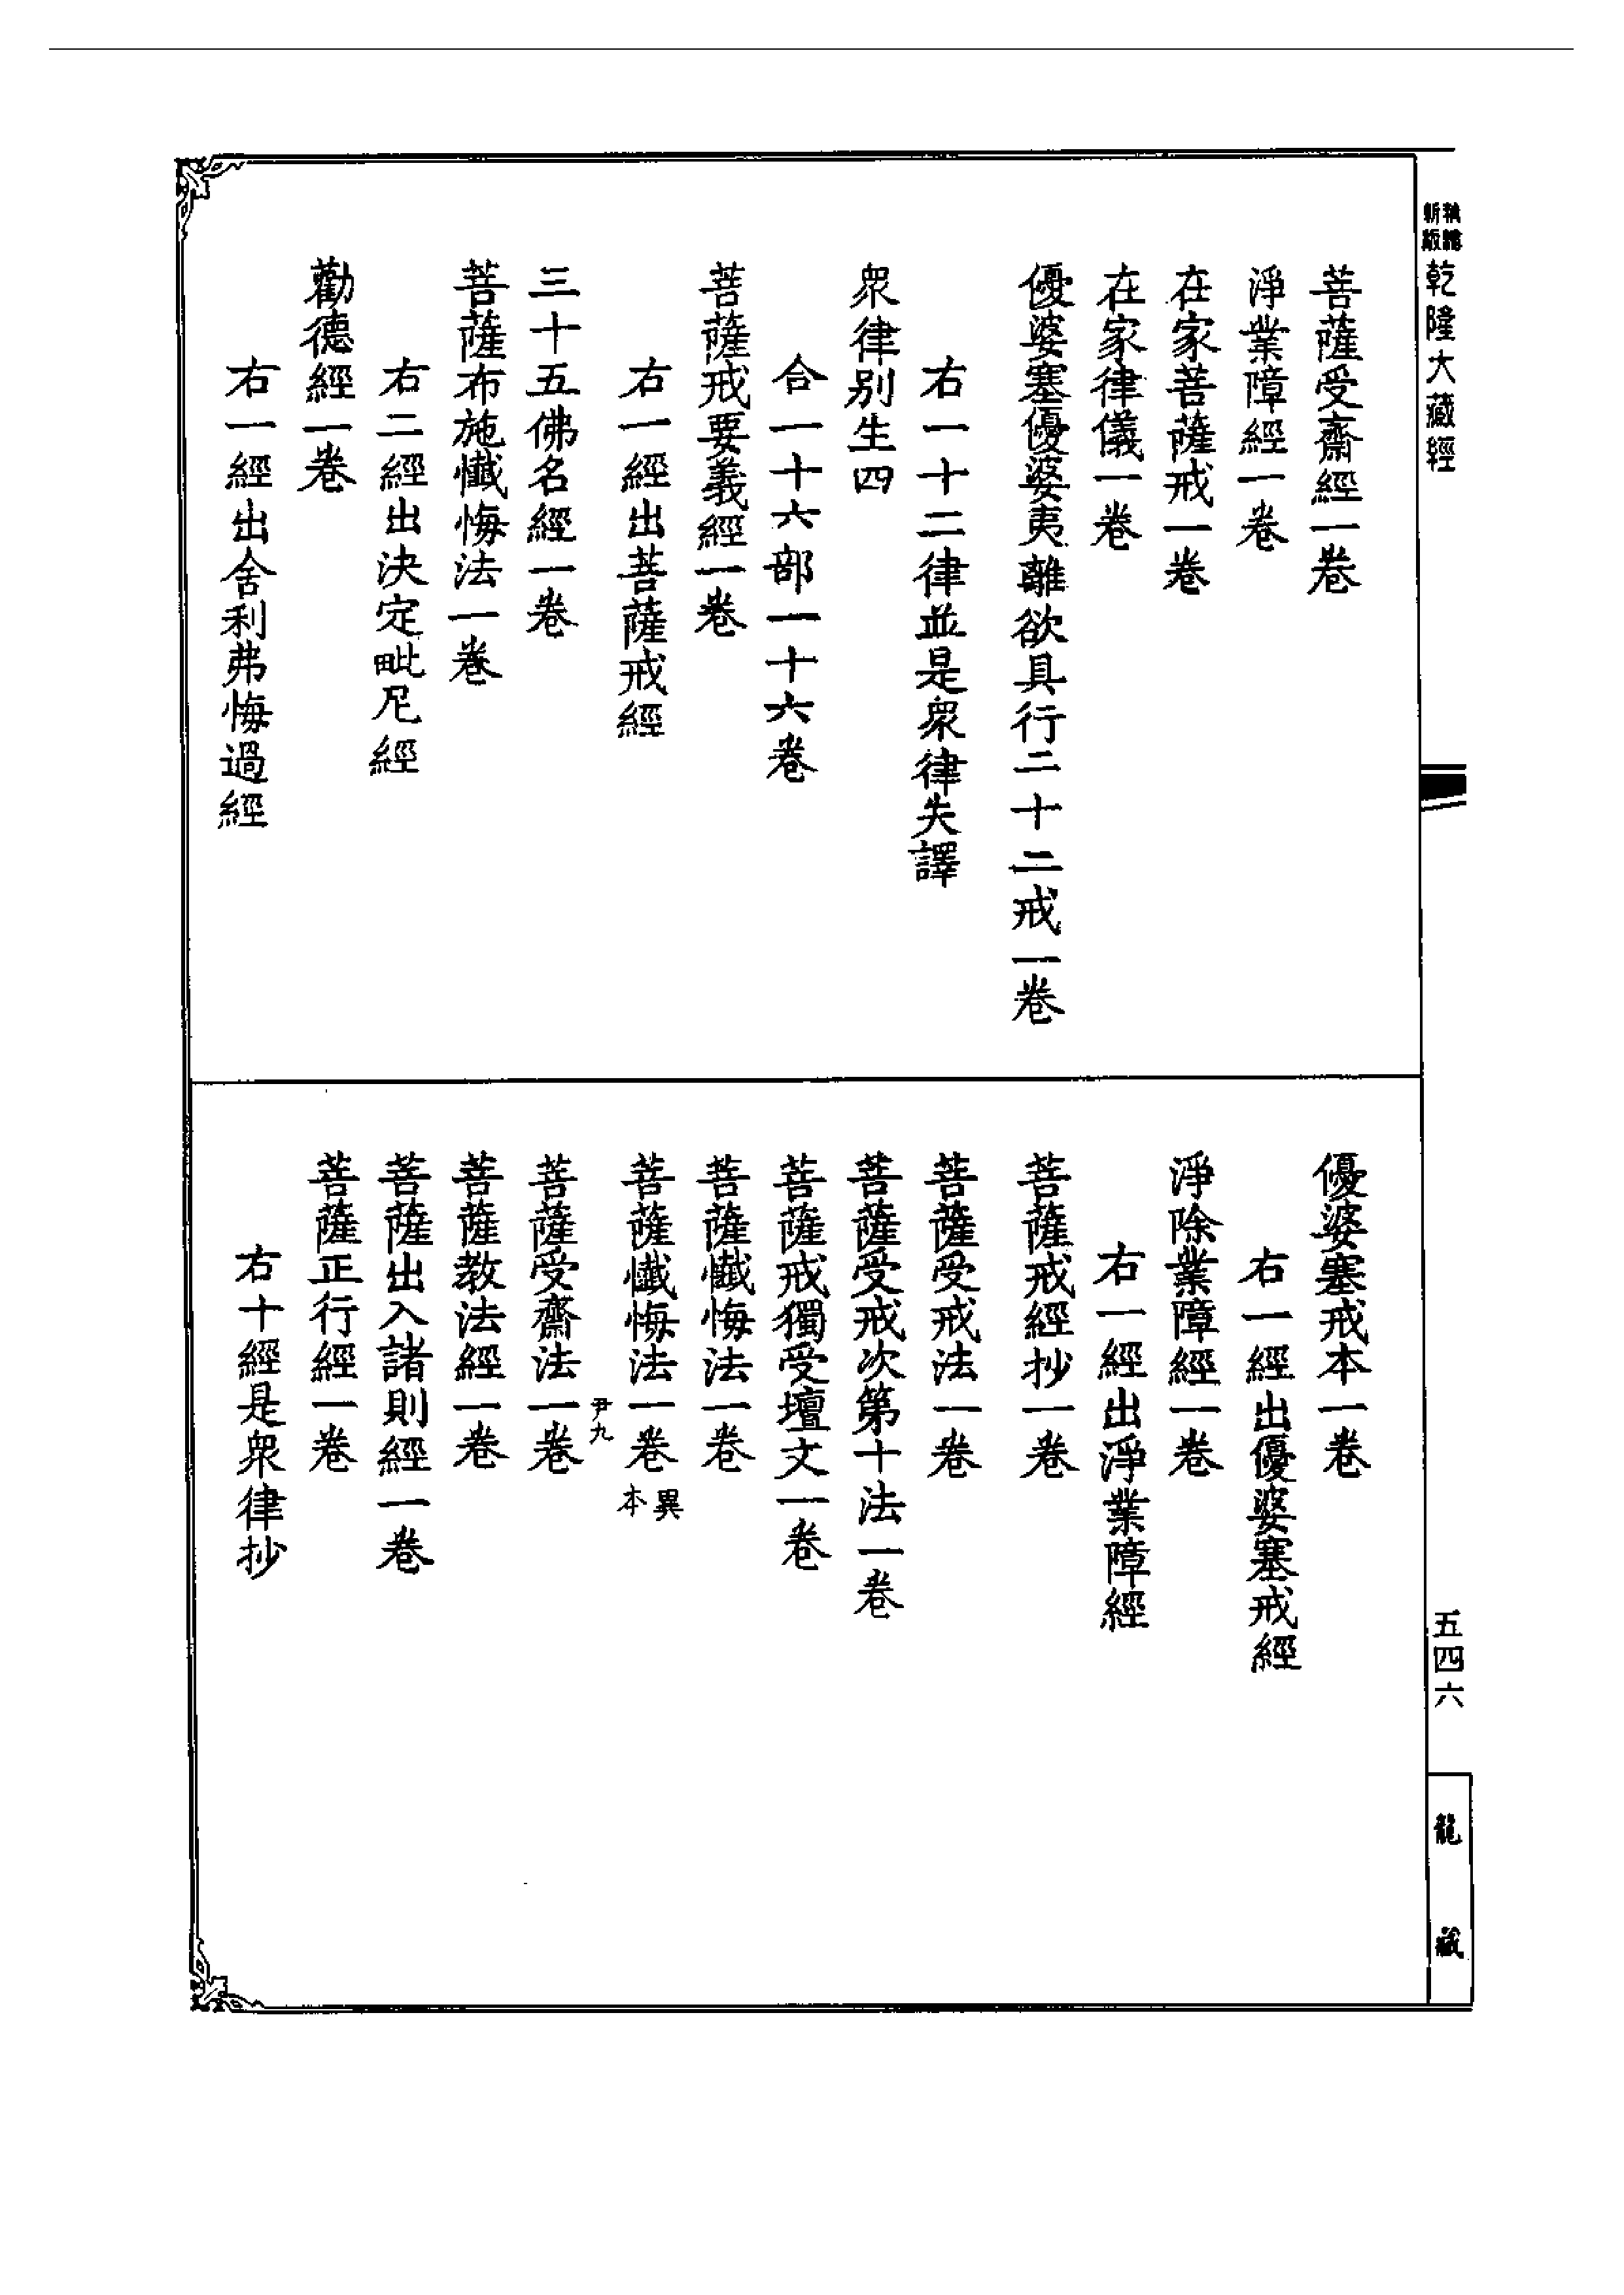 新版
乾隆大藏經
菩薩受齋經一卷
淨業障經一卷
在家菩薩戒一卷
在家律儀一卷
優婆塞優婆夷離欲具行二十二戒一卷
右一十二律並是衆律失譯
衆律別生四
合一十六部一十六卷
菩薩戒要義經一卷
右一經出菩薩戒經
三十五佛名經一卷
菩薩布施懺悔法一卷
右二經出決定毗尼經
勸德經一卷
右一經出舍利弗悔過經
優婆塞戒本一卷
右一經出優婆塞戒經
淨除業障經一卷
右一經出淨業障經
菩薩戒經抄一卷
菩薩受戒法一卷
菩薩受戒次第十法一卷
菩薩戒獨受壇文一卷
菩薩懺悔法一卷
菩薩懺悔法一卷 異本
尹九
菩薩受齋法一卷
菩薩教法經一卷
菩薩出入諸則經一卷
菩薩正行經一卷
右十經是衆律抄
五四六
龍藏